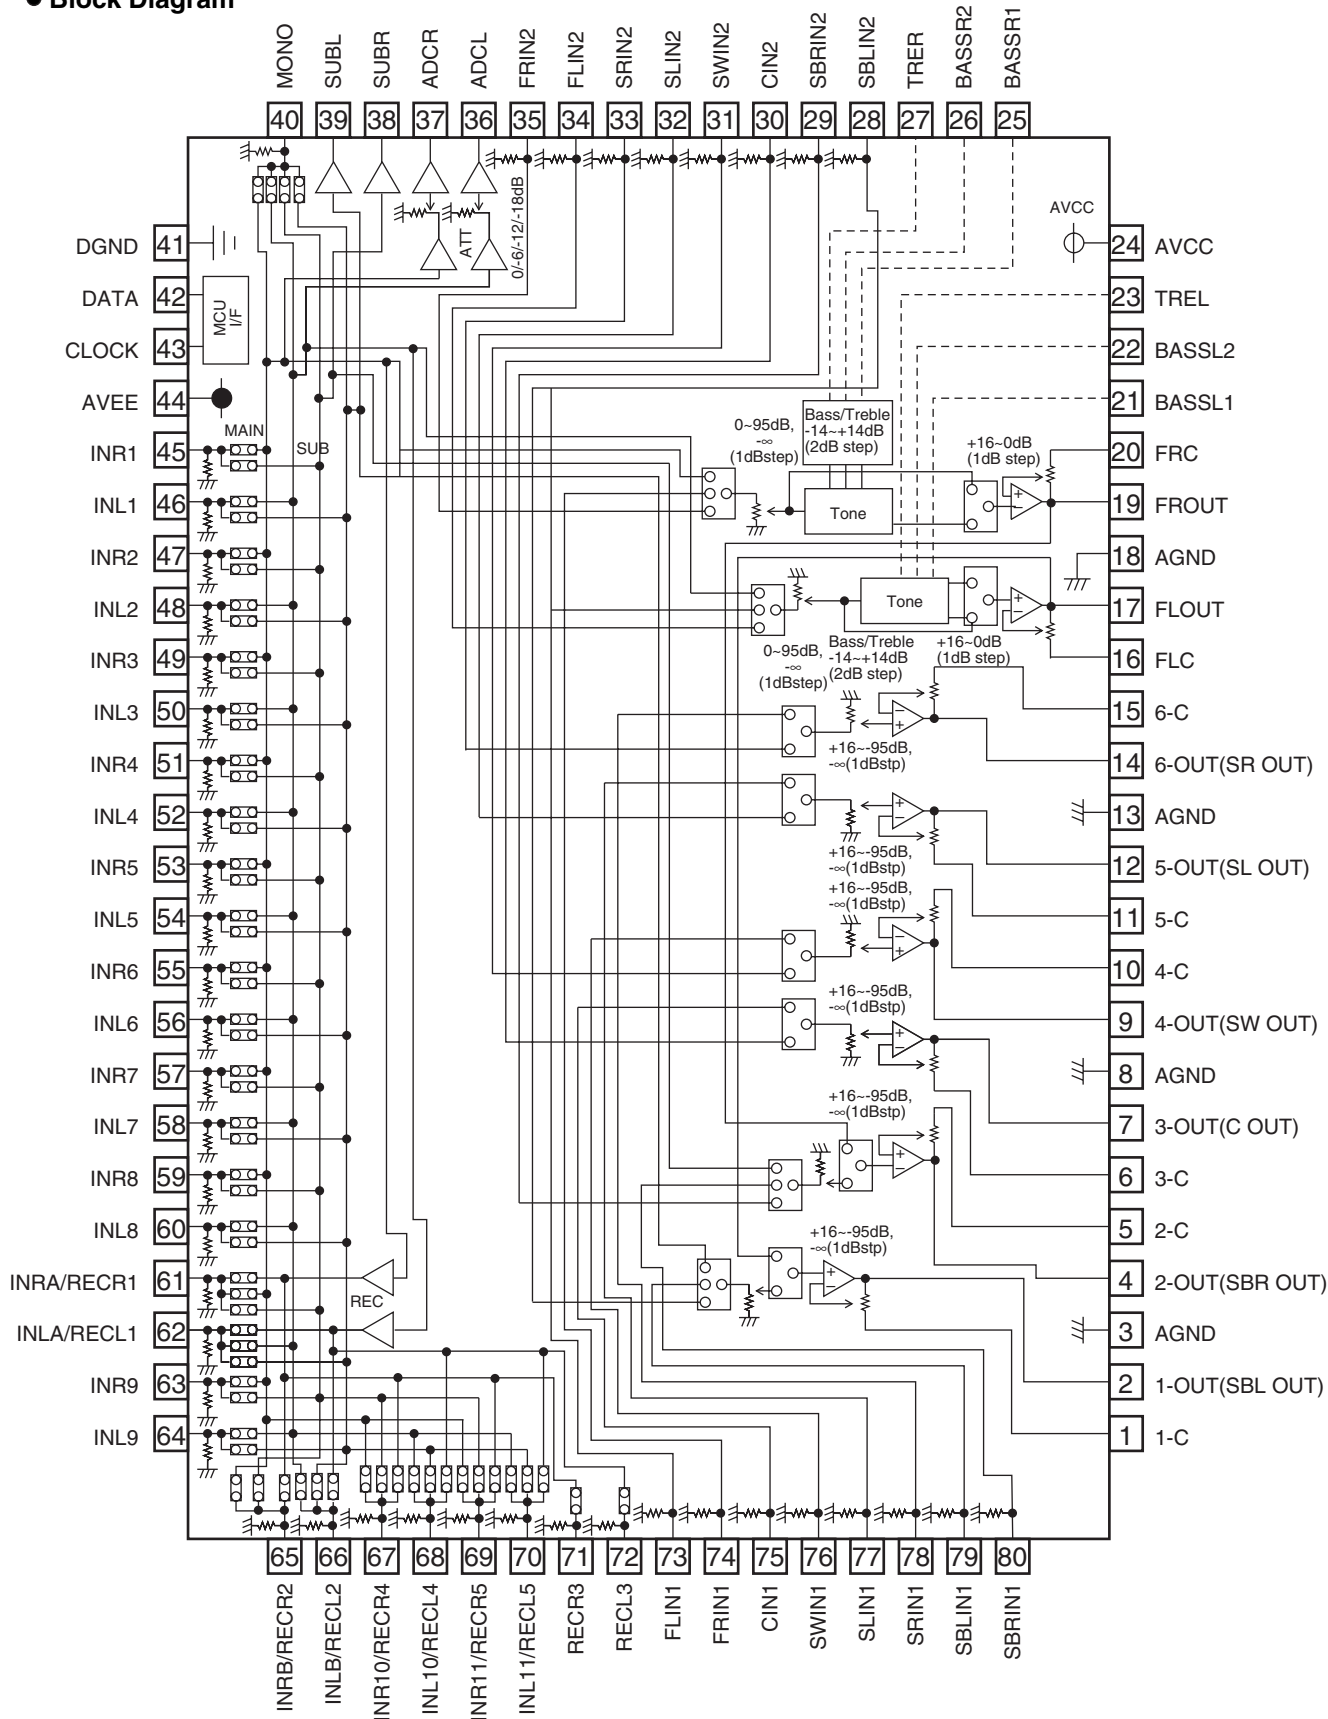 ● Block Diagram
MONO
SUBL
SUBR
ADCR
ADCL
FRIN2
FLIN2
SRIN2
SLIN2
SWIN2
CIN2
SBRIN2
SBLIN2
TRER
BASSR2
BASSR1
40
39
38
37
36
35
34
33
32
31
30
29
28
27
26
25
DGND 41
DATA 42
CLOCK 43
AVEE 44
INR1 45
INL1 46
INR2 47
INL2 48
INR3 49
INL3 50
INR4 51
INL4 52
INR5 53
INL5 54
INR6 55
INL6 56
INR7 57
INL7 58
INR8 59
INL8 60
INRA/RECR1 61
INLA/RECL1 62
INR9 63
INL9 64
MCU
I/F
MAIN
SUB
REC
ATT
0/-6/-12/-18dB
AVCC
0~95dB,
-∞
(1dBstep)
Bass/Treble
-14~+14dB
(2dB step)
+16~0dB
(1dB step)
Tone
Tone
0~95dB,
-∞
(1dBstep)
Bass/Treble
-14~+14dB
(2dB step)
+16~0dB
(1dB step)
+16~-95dB,
-∞(1dBstp)
+16~-95dB,
-∞(1dBstp)
+16~-95dB,
-∞(1dBstp)
+16~-95dB,
-∞(1dBstp)
+16~-95dB,
-∞(1dBstp)
+16~-95dB,
-∞(1dBstp)
24 AVCC
23 TREL
22 BASSL2
21 BASSL1
20 FRC
19 FROUT
18 AGND
17 FLOUT
16 FLC
15 6-C
14 6-OUT(SR OUT)
13 AGND
12 5-OUT(SL OUT)
11 5-C
10 4-C
9 4-OUT(SW OUT)
8 AGND
7 3-OUT(C OUT)
6 3-C
5 2-C
4 2-OUT(SBR OUT)
3 AGND
2 1-OUT(SBL OUT)
1 1-C
65
66
67
68
69
70
71
72
73
74
75
76
77
78
79
80
INRB/RECR2
INLB/RECL2
INR10/RECR4
INL10/RECL4
INR11/RECR5
INL11/RECL5
RECR3
RECL3
FLIN1
FRIN1
CIN1
SWIN1
SLIN1
SRIN1
SBLIN1
SBRIN1